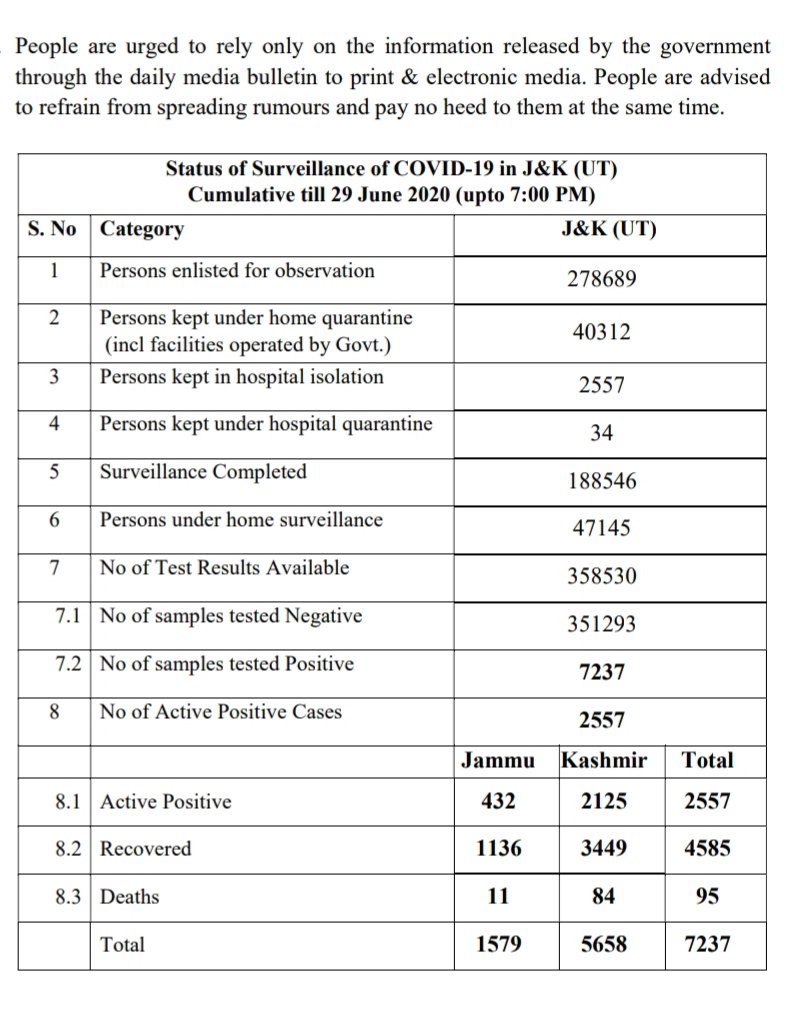 People are urged to rely only on the information released by the government
through the daily media bulletin to print & electronic media. People are advised
to refrain from spreading rumours and pay no heed to them at the same time.
Status of Surveillance of COVID-19 in J&K (UT)
Cumulative till 29 June 2020 (upto 7:00 PM)
S. No Category J&K (UT)
1 Persons enlisted for observation 278689
2 Persons kept under home quarantine
(incl facilities operated by Govt.) 40312
3 Persons kept in hospital isolation 2557
4 Persons kept under hospital quarantine 34
5 Surveillance Completed 188546
6 Persons under home surveillance 47145
7 No of Test Results Available 358530
7.1 No of samples tested Negative 351293
7.2 No of samples tested Positive 7237
8 No of Active Positive Cases 2557
Jammu Kashmir Total
8.1 Active Positive 432 2125 2557
8.2 Recovered 1136 3449 4585
8.3 Deaths 11 84 95
Total 1579 5658 7237